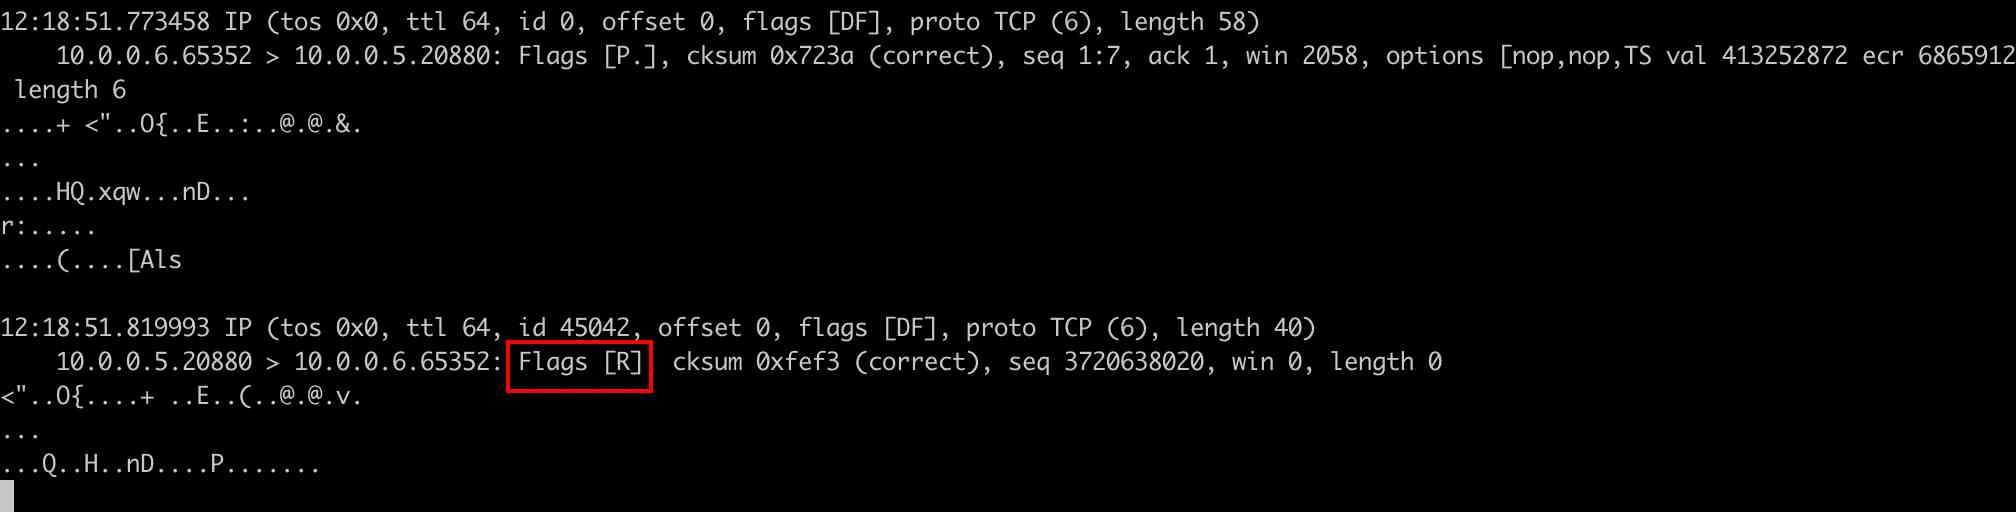 12:18:51.773458 IP (tos 0x0, ttl 64, id 0, offset 0, flags [DF], proto TCP (6), length 58)
    10.0.0.6.65352 > 10.0.0.5.20880: Flags [P.], cksum 0x723a (correct), seq 1:7, ack 1, win 2058, options [nop,nop,TS val 413252872 ecr 6865912
 length 6
....+ <"..O{..E..:..@.@.&.
...
....HQ.xqw...nD...
r:.....
....(....[Als
12:18:51.819993 IP (tos 0x0, ttl 64, id 45042, offset 0, flags [DF], proto TCP (6), length 40)
    10.0.0.5.20880 > 10.0.0.6.65352: Flags [R] cksum 0xfef3 (correct), seq 3720638020, win 0, length 0
<"..O{....+ ..E..(..@.@.v.
...
...Q..H..nD....P.......